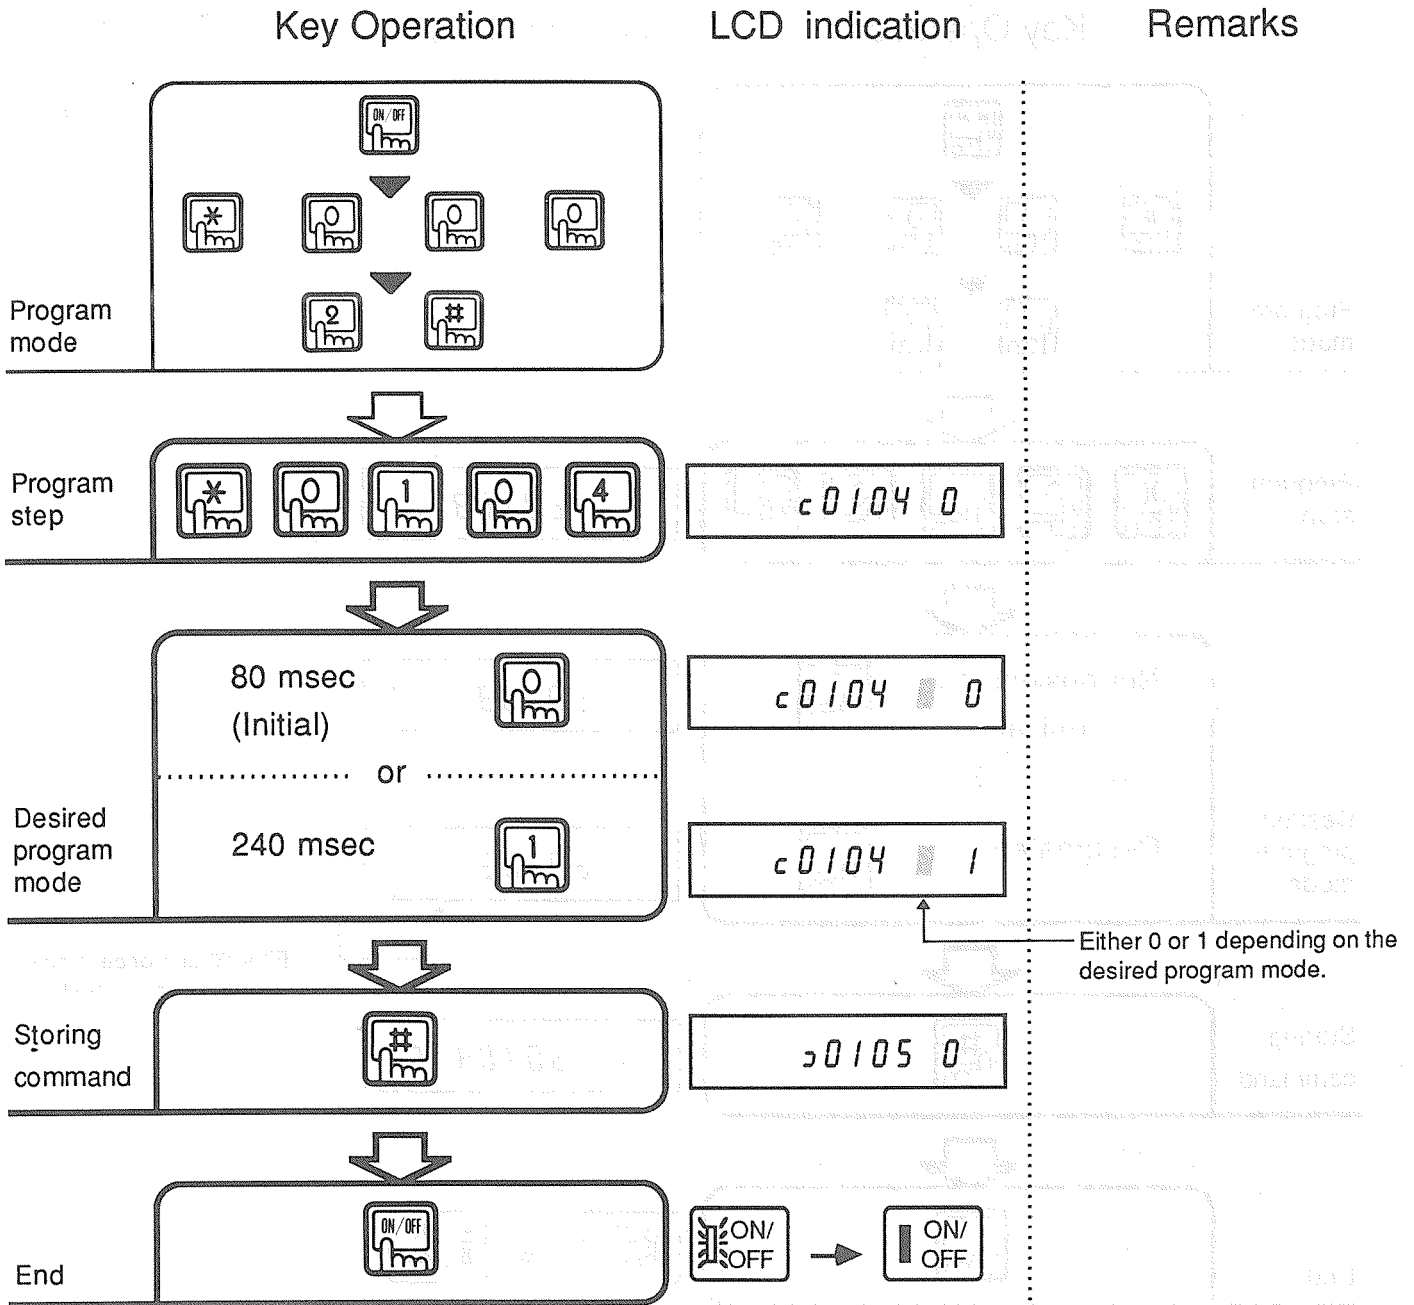 Key Operation LCD indication Remarks
ON/OFF
* 0 0 0
2 #
Program
mode
Program
step
* 0 1 0 4
c0104 0
80 msec
(Initial)
0
c0104 0
or
Desired
program
mode
240 msec
1
c0104 1
Either 0 or 1 depending on the
desired program mode.
Storing
command
#
ɔ0105 0
End
ON/OFF
ON/
OFF
ON/
OFF